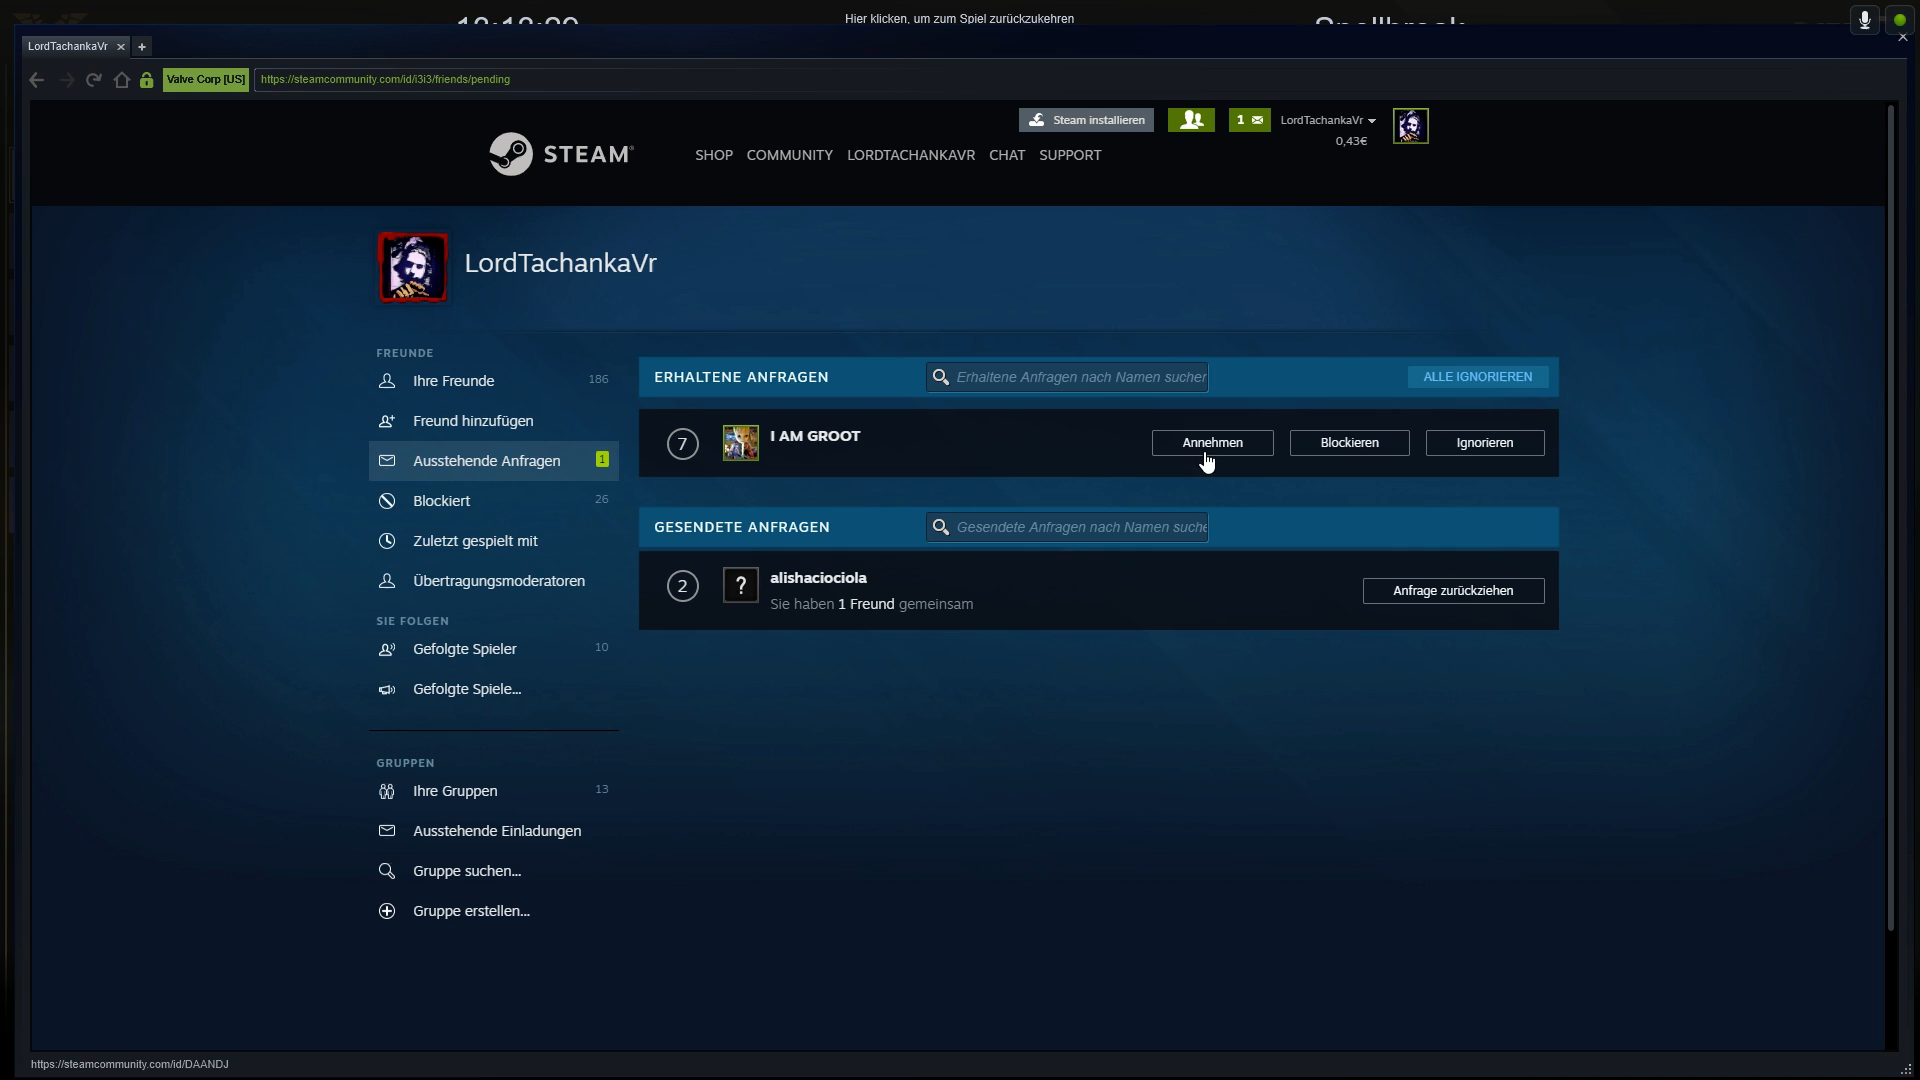 Hier klicken, um zum Spiel zurückzukehren
LordTachankaVr
Valve Corp [US]
https://steamcommunity.com/id/i3i3/friends/pending
Steam installieren
1
LordTachankaVr
0,43€
STEAM
SHOP COMMUNITY LORDTACHANKAVR CHAT SUPPORT
LordTachankaVr
FREUNDE
Ihre Freunde 186
Freund hinzufügen
Ausstehende Anfragen 1
Blockiert 26
Zuletzt gespielt mit
Übertragungsmoderatoren
SIE FOLGEN
Gefolgte Spieler 10
Gefolgte Spiele...
GRUPPEN
Ihre Gruppen 13
Ausstehende Einladungen
Gruppe suchen...
Gruppe erstellen...
ERHALTENE ANFRAGEN
Erhaltene Anfragen nach Namen sucher
ALLE IGNORIEREN
7
I AM GROOT
Annehmen
Blockieren
Ignorieren
GESENDETE ANFRAGEN
Gesendete Anfragen nach Namen suche
2
?
alishaciociola
Sie haben 1 Freund gemeinsam
Anfrage zurückziehen
https://steamcommunity.com/id/DAANDJ